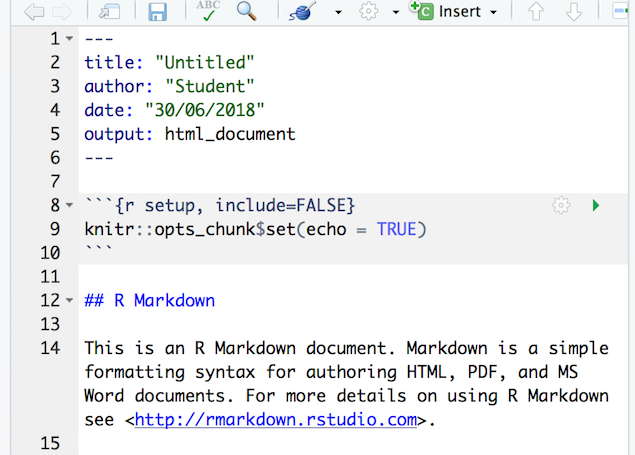 ABC
Insert
1 ---
2 title: "Untitled"
3 author: "Student"
4 date: "30/06/2018"
5 output: html_document
6 ---
7
8 ```{r setup, include=FALSE}
9 knitr::opts_chunk$set(echo = TRUE)
10 ```
11
12 ## R Markdown
13
14 This is an R Markdown document. Markdown is a simple
formatting syntax for authoring HTML, PDF, and MS
Word documents. For more details on using R Markdown
see <http://rmarkdown.rstudio.com>.
15